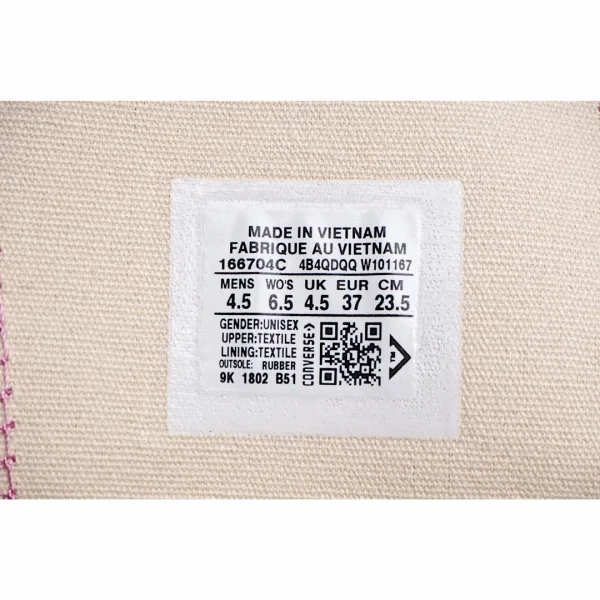 MADE IN VIETNAM
FABRIQUE AU VIETNAM
166704C 4B4QDQQ W101167
MENS WO'S UK EUR CM
4.5 6.5 4.5 37 23.5
GENDER:UNISEX
UPPER:TEXTILE
LINING:TEXTILE
OUTSOLE: RUBBER
9K 1802 B51
CONVERSE
TM